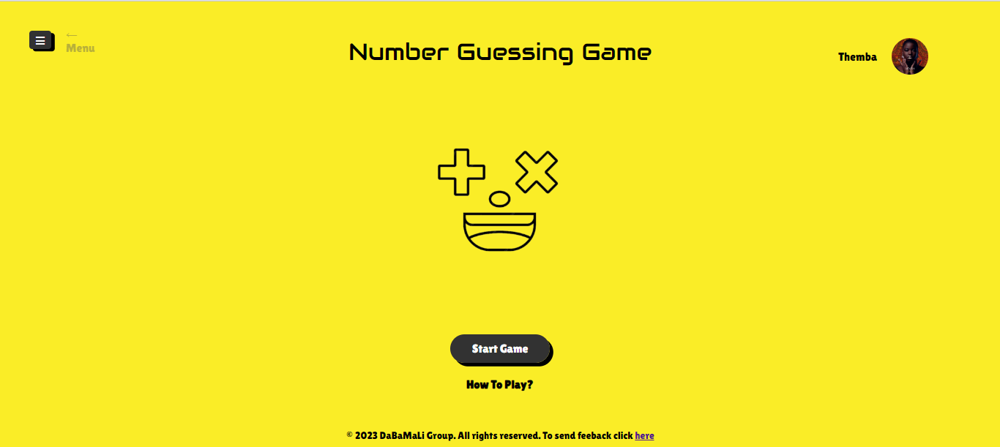 ←
Menu
Number Guessing Game
Themba
Start Game
How To Play?
© 2023 DaBaMaLi Group. All rights reserved. To send feeback click here